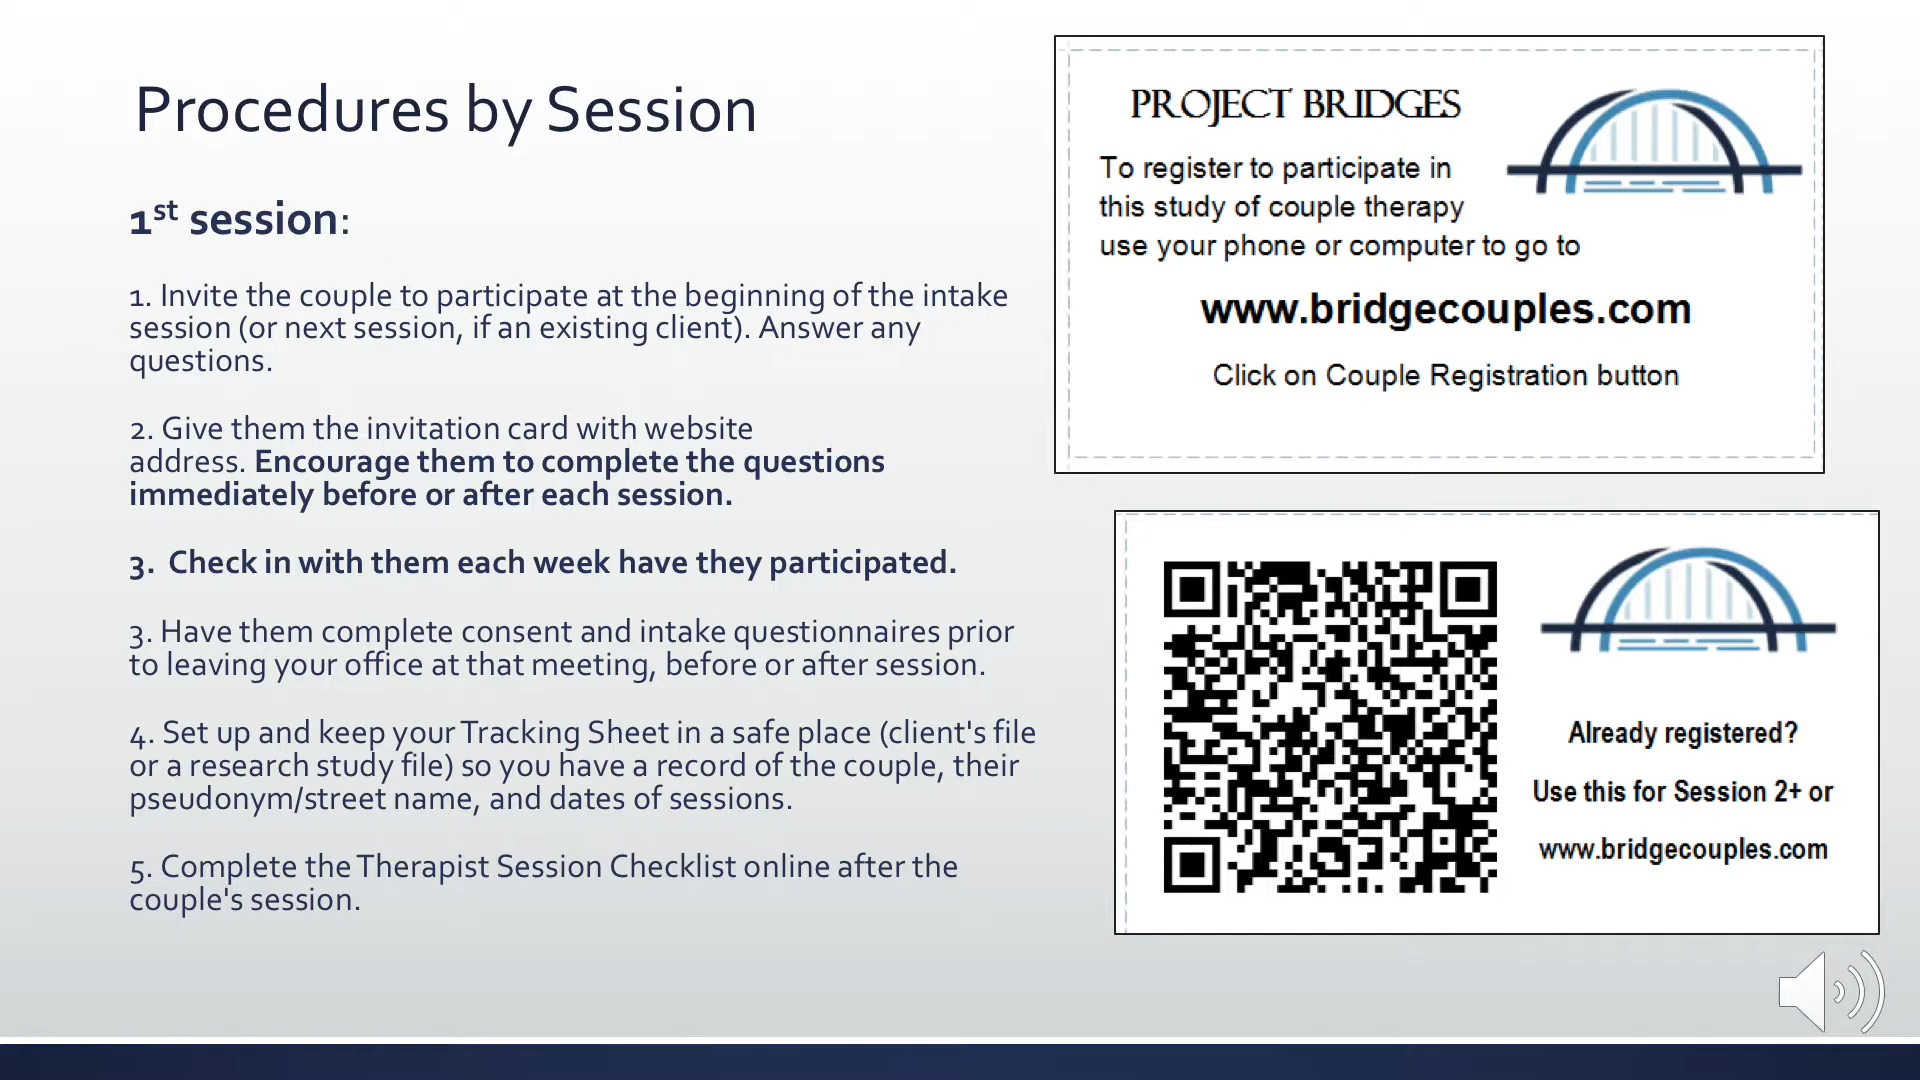 Procedures by Session
1st session:
1. Invite the couple to participate at the beginning of the intake
session (or next session, if an existing client). Answer any
questions.
2. Give them the invitation card with website
address. Encourage them to complete the questions
immediately before or after each session.
3. Check in with them each week have they participated.
3. Have them complete consent and intake questionnaires prior
to leaving your office at that meeting, before or after session.
4. Set up and keep your Tracking Sheet in a safe place (client's file
or a research study file) so you have a record of the couple, their
pseudonym/street name, and dates of sessions.
5. Complete the Therapist Session Checklist online after the
couple's session.
PROJECT BRIDGES
To register to participate in
this study of couple therapy
use your phone or computer to go to
www.bridgecouples.com
Click on Couple Registration button
Already registered?
Use this for Session 2+ or
www.bridgecouples.com